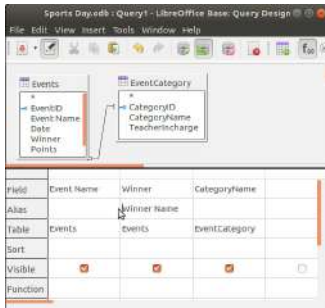 Sports Day.odb : Query1 - LibreOffice Base: Query Design
File Edit View Insert Tools Window Help
Events
*
EventID
Event Name
Date
Winner
Points
EventCategory
*
CategoryID
CategoryName
TeacherIncharge
Field Event Name Winner CategoryName
Alias Winner Name
Table Events Events EventCategory
Sort
Visible
Function